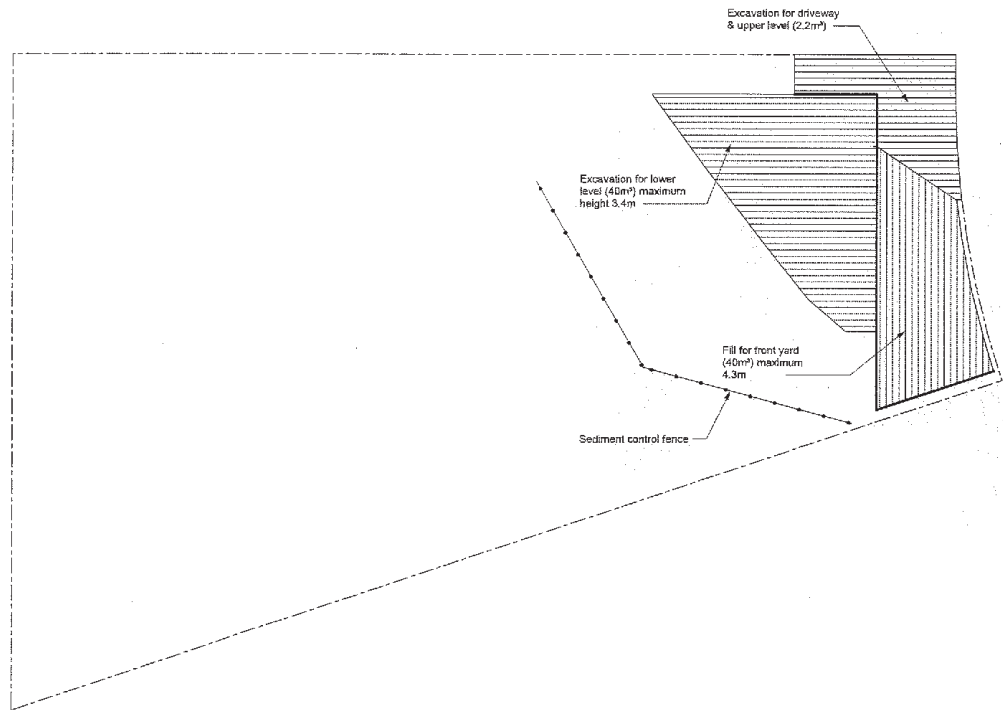 Excavation for driveway
& upper level (2.2m³)
Excavation for lower
level (40m³) maximum
height 3.4m
Fill for front yard
(40m³) maximum
4.3m
Sediment control fence